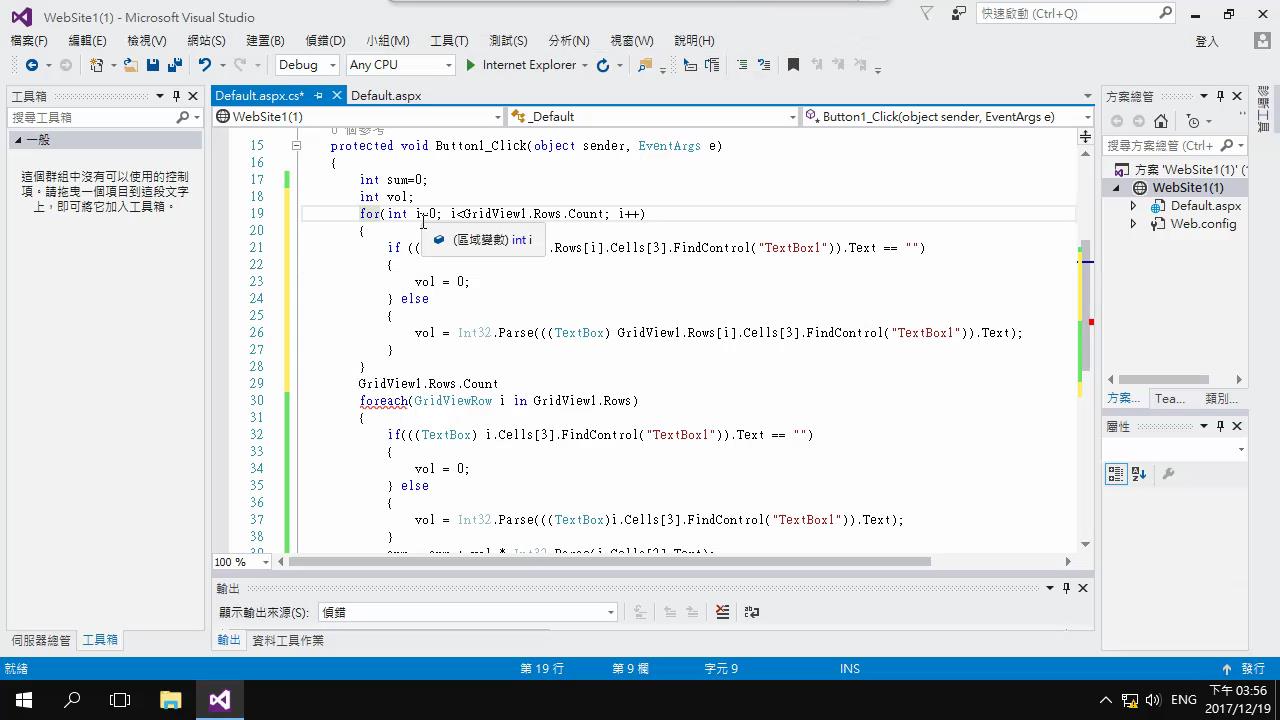 WebSite1(1) - Microsoft Visual Studio
快速啟動 (Ctrl+Q)
檔案(F) 編輯(E) 檢視(V) 網站(S) 建置(B) 偵錯(D) 小組(M) 工具(T) 測試(S) 分析(N) 視窗(W) 說明(H) 登入
Debug Any CPU Internet Explorer
工具箱
搜尋工具箱
一般
這個群組中沒有可以使用的控制
項。請拖曳一個項目到這段文字
上，即可將它加入工具箱。
伺服器總管 工具箱
Default.aspx.cs* Default.aspx
WebSite1(1) _Default Button1_Click(object sender, EventArgs e)
0 個參考
15 protected void Button1_Click(object sender, EventArgs e)
16 {
17 int sum=0;
18 int vol;
19 for(int i=0; i<GridView1.Rows.Count; i++)
20 {
(區域變數) int i
21 if (( .Rows[i].Cells[3].FindControl("TextBox1")).Text == "")
22 {
23 vol = 0;
24 } else
25 {
26 vol = Int32.Parse(((TextBox) GridView1.Rows[i].Cells[3].FindControl("TextBox1")).Text);
27 }
28 }
29 GridView1.Rows.Count
30 foreach(GridViewRow i in GridView1.Rows)
31 {
32 if(((TextBox) i.Cells[3].FindControl("TextBox1")).Text == "")
33 {
34 vol = 0;
35 } else
36 {
37 vol = Int32.Parse(((TextBox)i.Cells[3].FindControl("TextBox1")).Text);
38 }
100 %
輸出
顯示輸出來源(S): 偵錯
輸出 資料工具作業
方案總管
搜尋方案總管 (Ctrl+
方案 'WebSite1(1)' (
WebSite1(1)
Default.aspx
Web.config
方案... Tea... 類別...
屬性
就緒 第 19 行 第 9 欄 字元 9 INS 發行
ENG 下午 03:56
2017/12/19